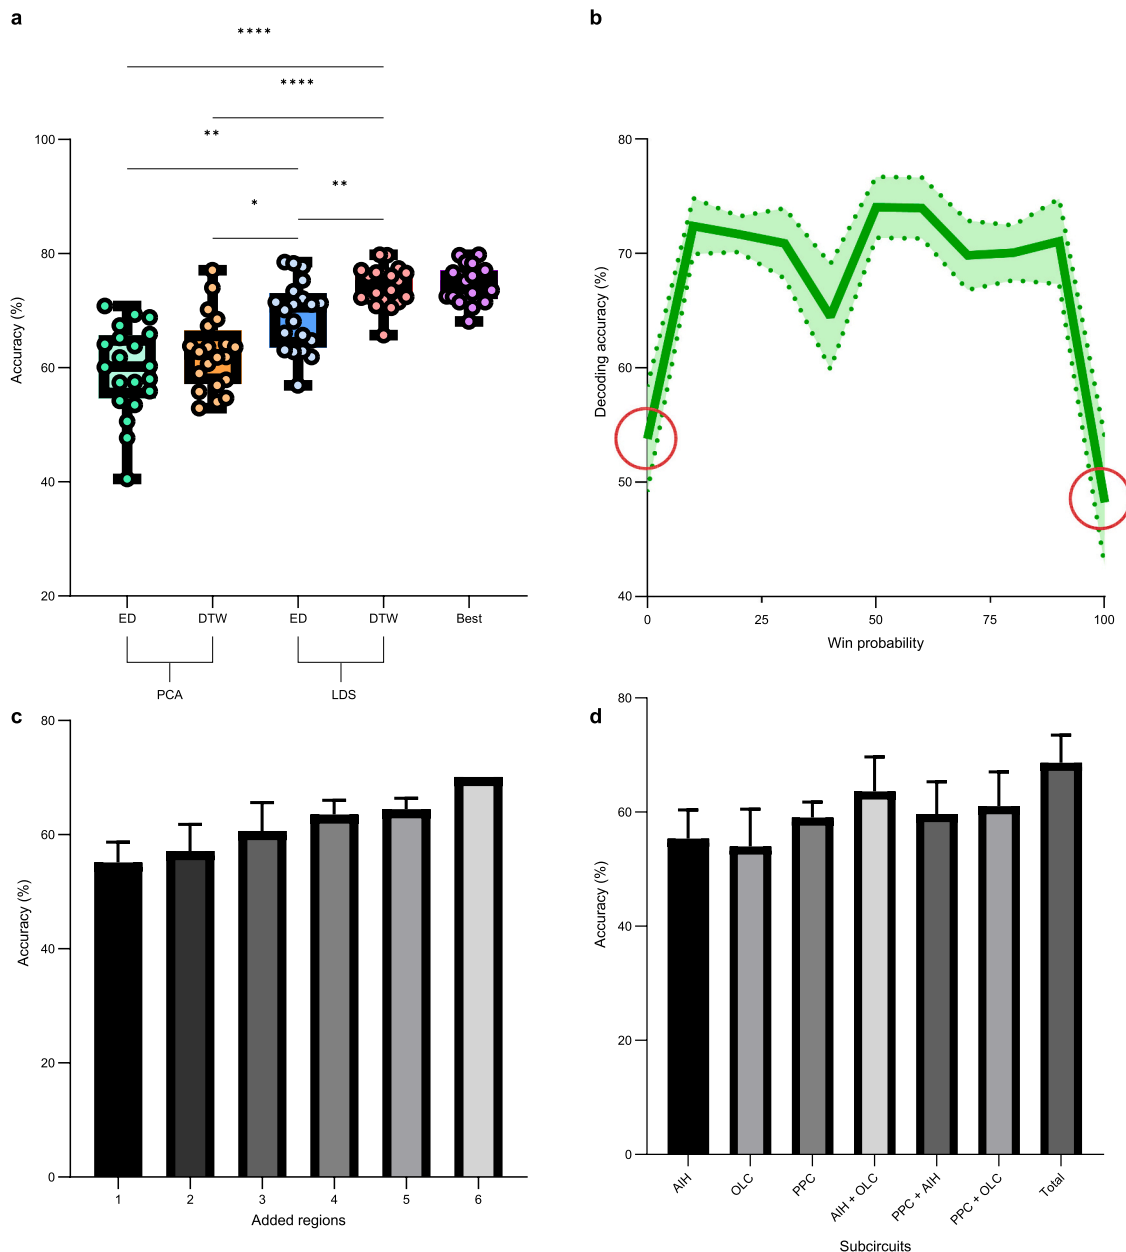 a
****
****
**
**
*
100
80
60
40
20
Accuracy (%)
ED
DTW
ED
DTW
Best
PCA
LDS
b
80
70
60
50
40
Decoding accuracy (%)
0
25
50
75
100
Win probability
c
80
60
40
20
0
Accuracy (%)
1
2
3
4
5
6
Added regions
d
80
60
40
20
0
Accuracy (%)
AIH
OLC
PPC
AIH + OLC
PPC + AIH
PPC + OLC
Total
Subcircuits